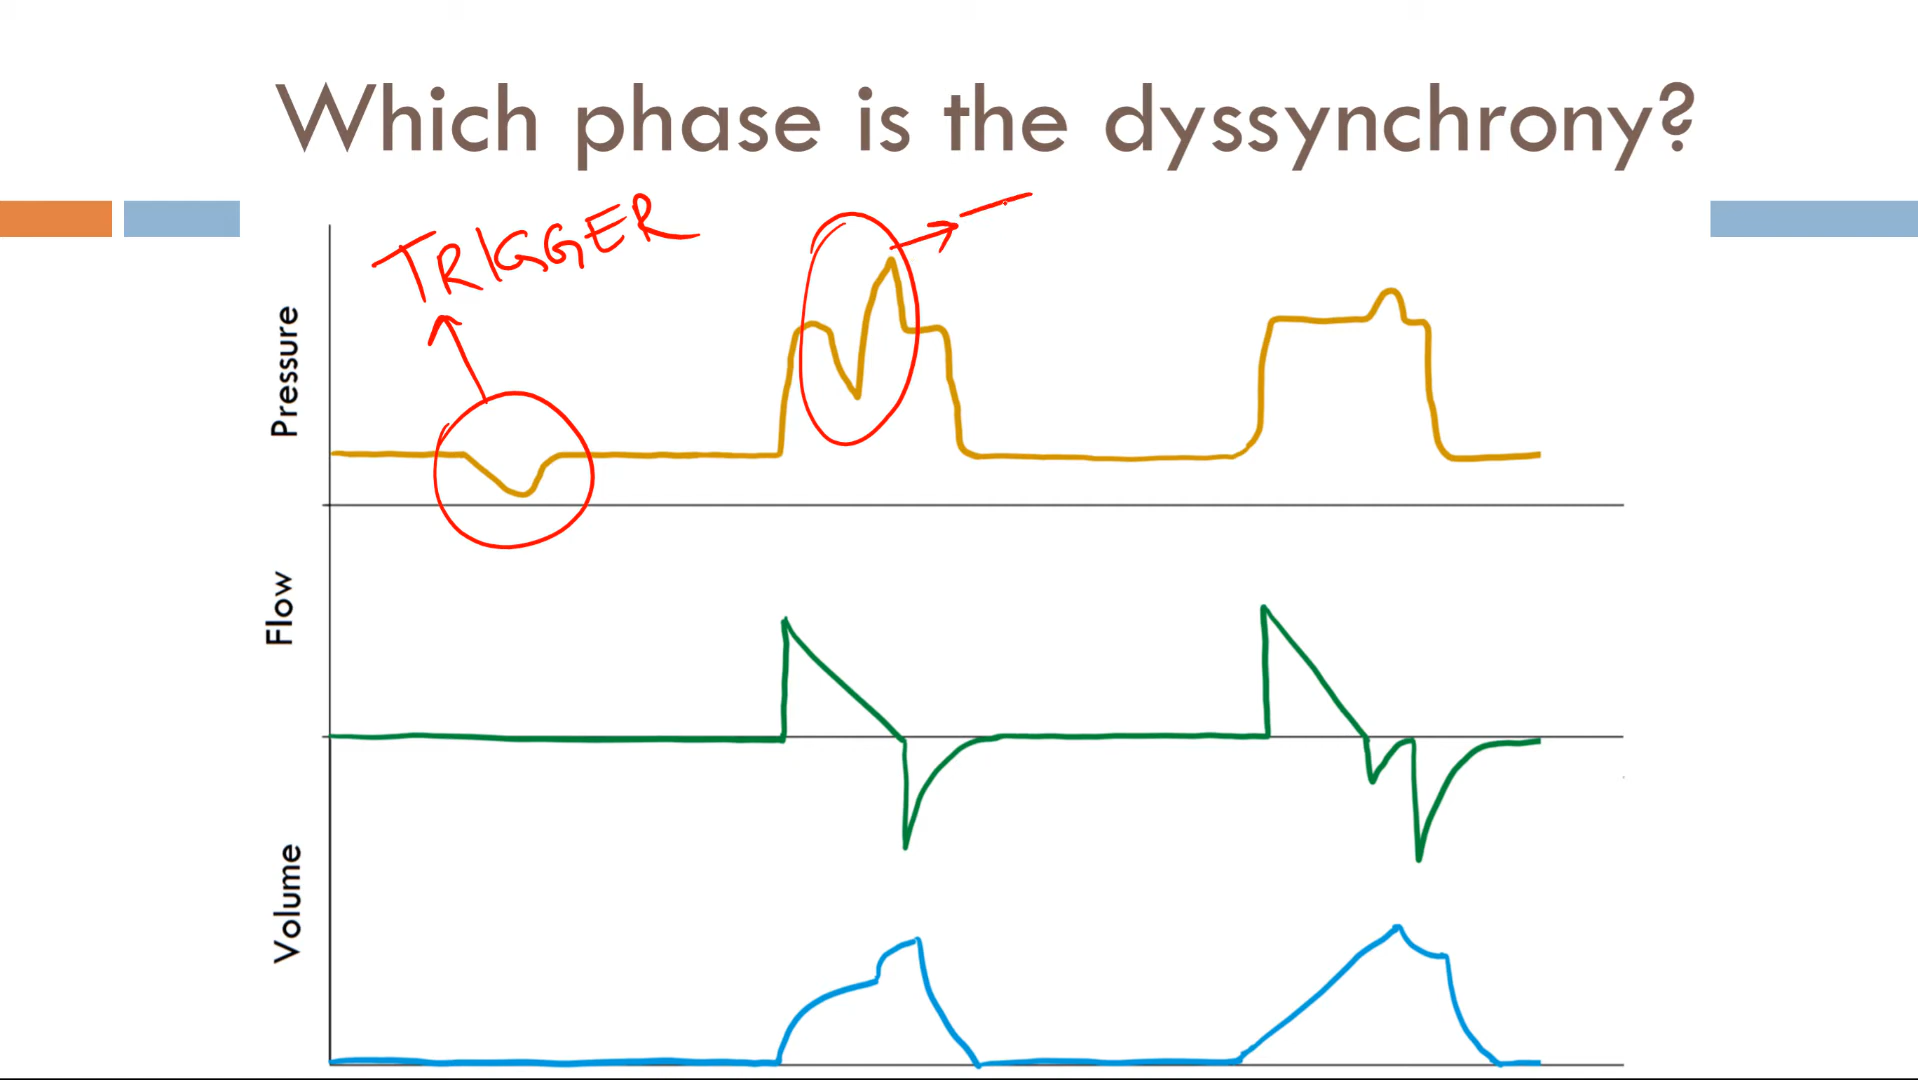 Which phase is the dyssynchrony?
TRIGGER
Pressure
Flow
Volume